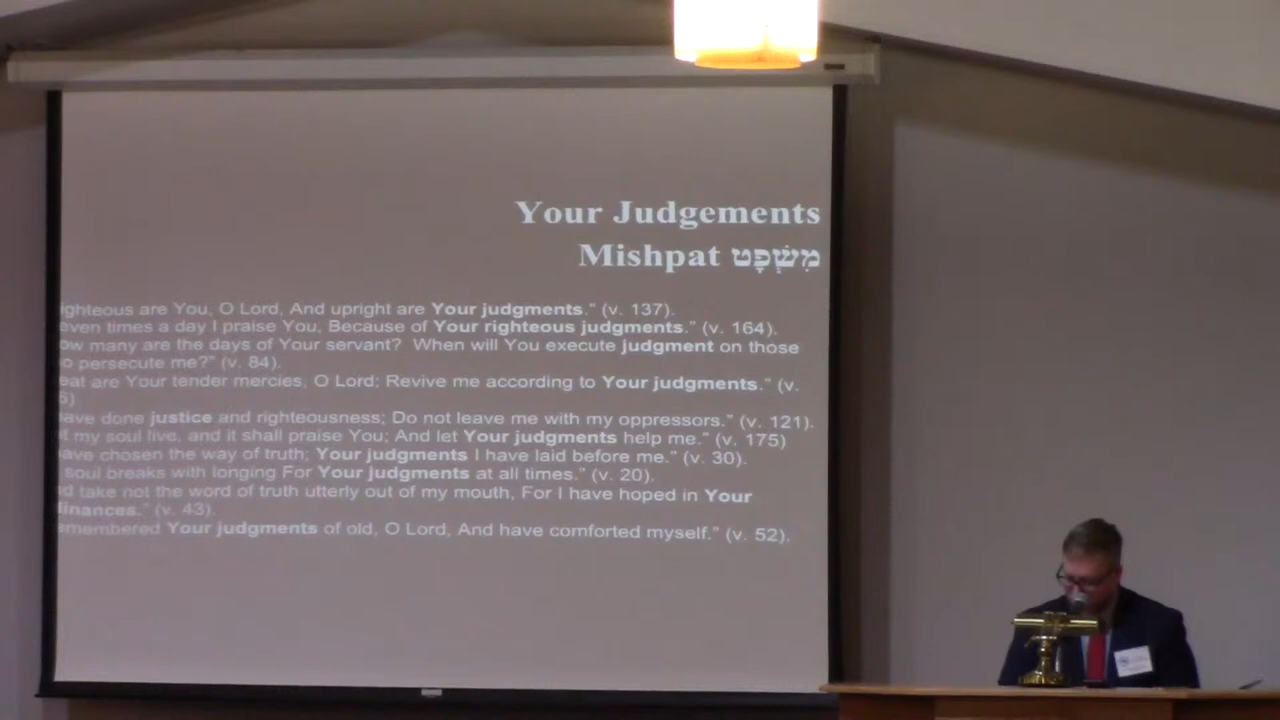 Your Judgements
Mishpat מִשְׁפָּט
ighteous are You, O Lord, And upright are Your judgments.” (v. 137).
even times a day I praise You, Because of Your righteous judgments.” (v. 164).
ow many are the days of Your servant? When will You execute judgment on those
o persecute me?” (v. 84).
eat are Your tender mercies, O Lord; Revive me according to Your judgments.” (v.
6)
ave done justice and righteousness; Do not leave me with my oppressors.” (v. 121).
t my soul live, and it shall praise You; And let Your judgments help me.” (v. 175)
ave chosen the way of truth; Your judgments I have laid before me.” (v. 30).
soul breaks with longing For Your judgments at all times.” (v. 20).
d take not the word of truth utterly out of my mouth, For I have hoped in Your
dinances.” (v. 43).
emembered Your judgments of old, O Lord, And have comforted myself.” (v. 52).